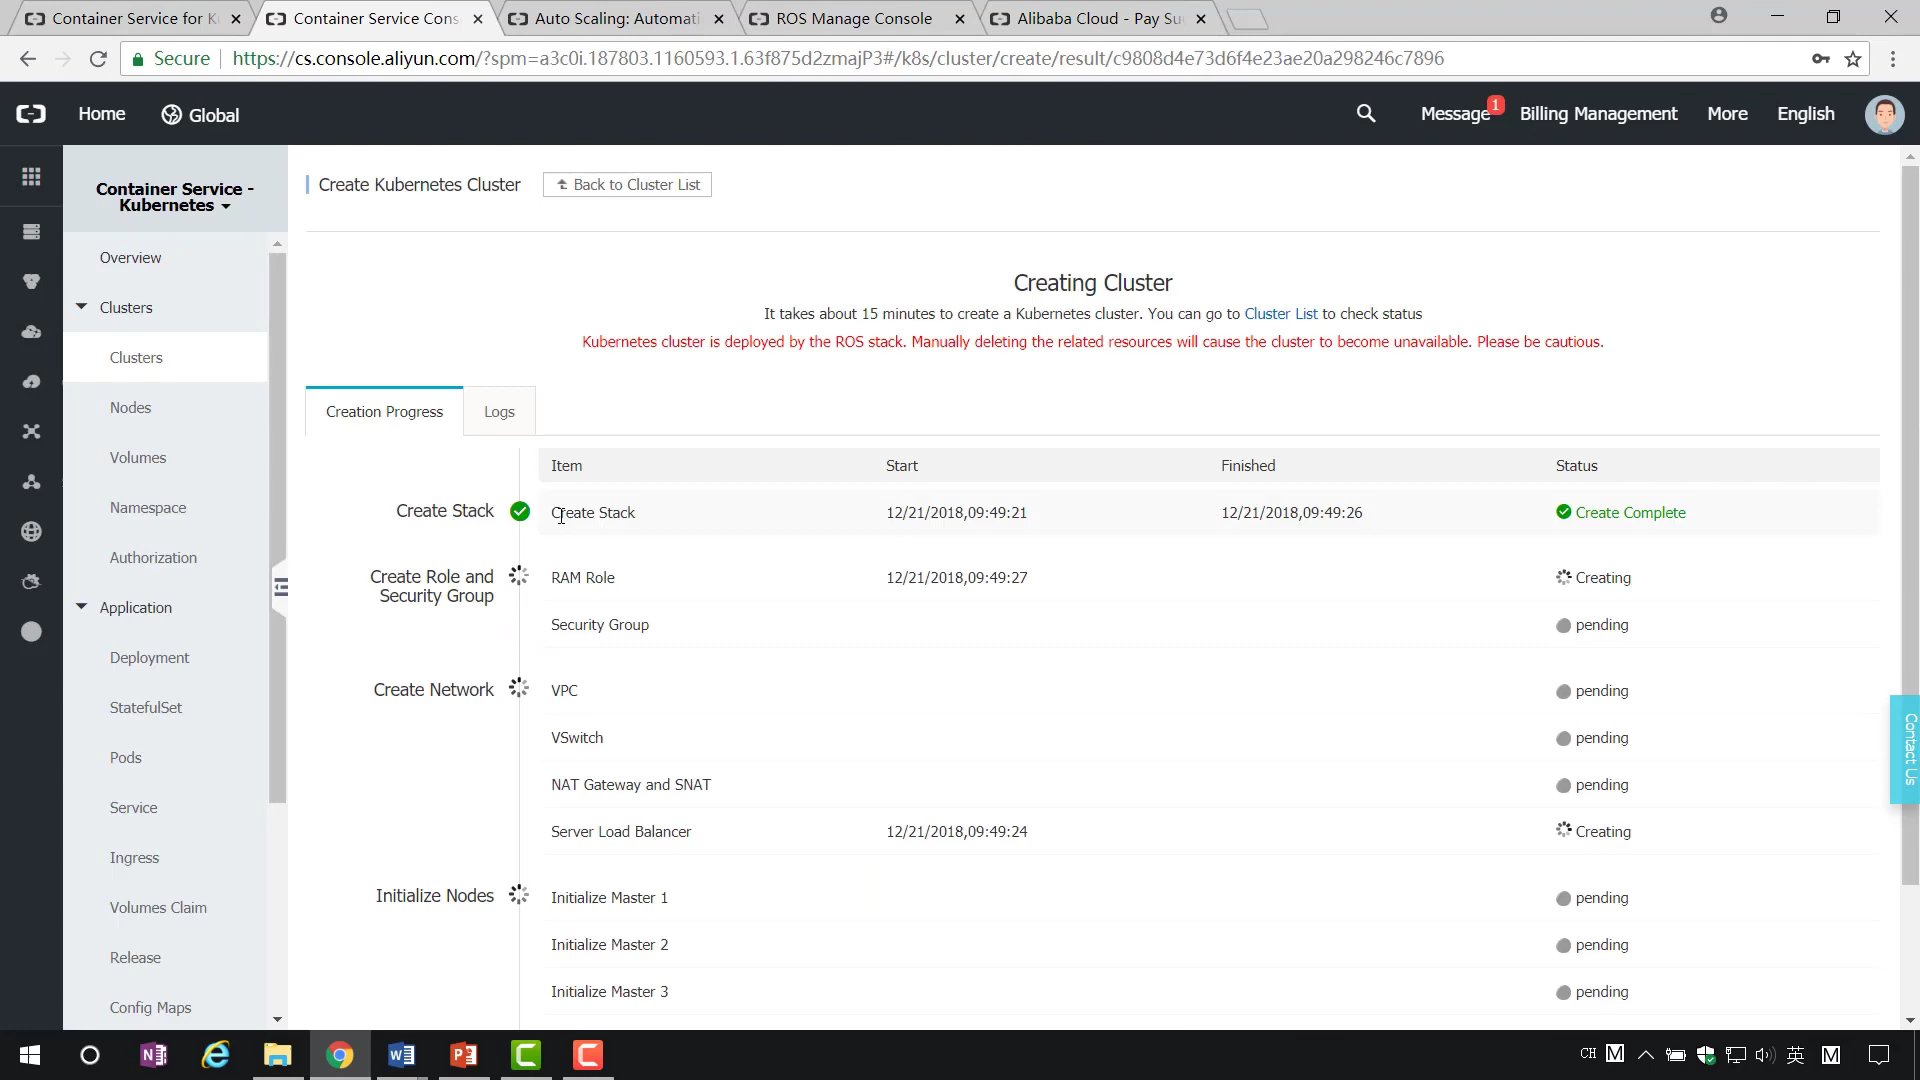 Container Service for K
Container Service Cons
Auto Scaling: Automati
ROS Manage Console
Alibaba Cloud - Pay Su
Secure
https://cs.console.aliyun.com/?spm=a3c0i.187803.1160593.1.63f875d2zmajP3#/k8s/cluster/create/result/c9808d4e73d6f4e23ae20a298246c7896
Home
Global
Message 1
Billing Management
More
English
Container Service -
Kubernetes
Overview
Clusters
Clusters
Nodes
Volumes
Namespace
Authorization
Application
Deployment
StatefulSet
Pods
Service
Ingress
Volumes Claim
Release
Config Maps
Create Kubernetes Cluster
Back to Cluster List
Creating Cluster
It takes about 15 minutes to create a Kubernetes cluster. You can go to Cluster List to check status
Kubernetes cluster is deployed by the ROS stack. Manually deleting the related resources will cause the cluster to become unavailable. Please be cautious.
Creation Progress
Logs
Item Start Finished Status
Create Stack
Create Stack 12/21/2018,09:49:21 12/21/2018,09:49:26 Create Complete
Create Role and
Security Group
RAM Role 12/21/2018,09:49:27 Creating
Security Group pending
Create Network
VPC pending
VSwitch pending
NAT Gateway and SNAT pending
Server Load Balancer 12/21/2018,09:49:24 Creating
Initialize Nodes
Initialize Master 1 pending
Initialize Master 2 pending
Initialize Master 3 pending
Contact Us
CH
M
英
M